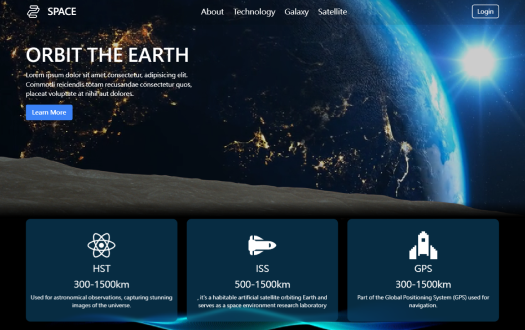 SPACE
About Technology Galaxy Satellite
Login
ORBIT THE EARTH
Lorem ipsum dolor sit amet consectetur, adipisicing elit.
Commodi reiciendis totam recusandae consectetur quos,
placeat voluptate at nihil aut dolores.
Learn More
HST
300-1500km
Used for astronomical observations, capturing stunning
images of the universe.
ISS
500-1500km
, it's a habitable artificial satellite orbiting Earth and
serves as a space environment research laboratory
GPS
300-1500km
Part of the Global Positioning System (GPS) used for
navigation.